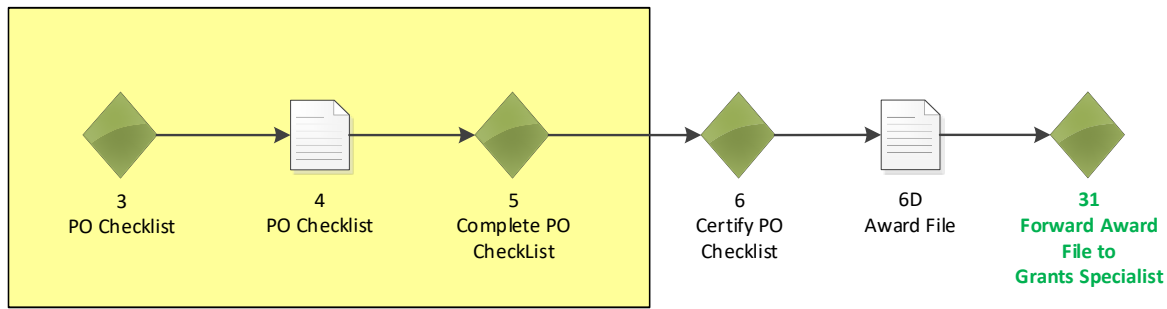 3
PO Checklist
4
PO Checklist
5
Complete PO
CheckList
6
Certify PO
Checklist
6D
Award File
31
Forward Award
File to
Grants Specialist